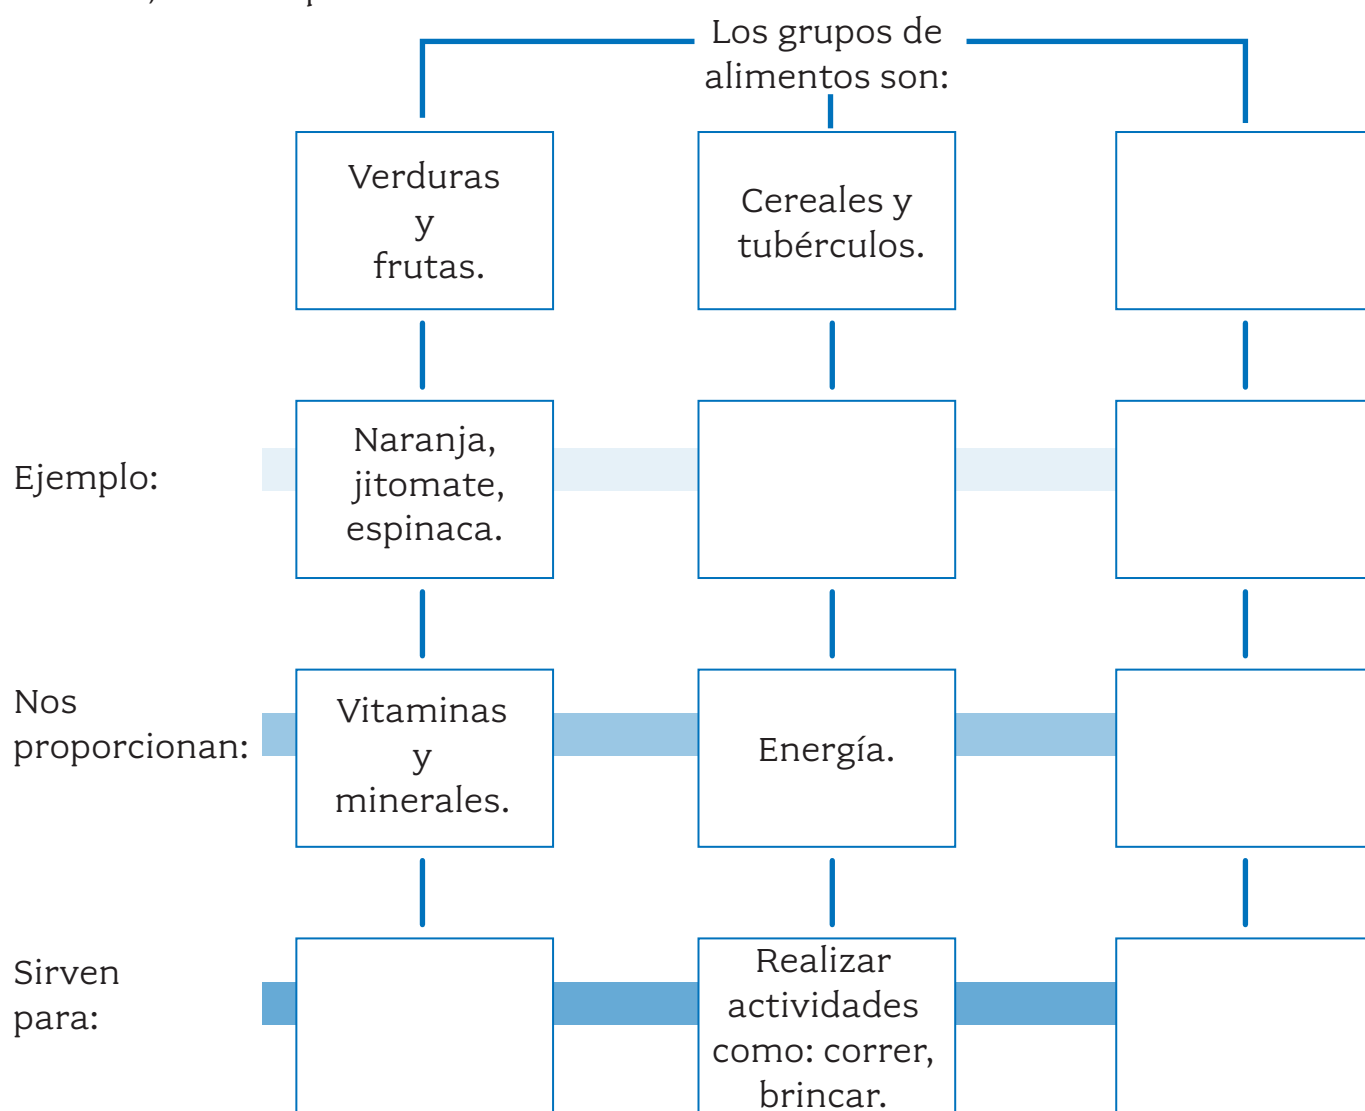 Los grupos de
alimentos son:
Verduras
y
frutas.
Cereales y
tubérculos.
Ejemplo:
Naranja,
jitomate,
espinaca.
Nos
proporcionan:
Vitaminas
y
minerales.
Energía.
Sirven
para:
Realizar
actividades
como: correr,
brincar.